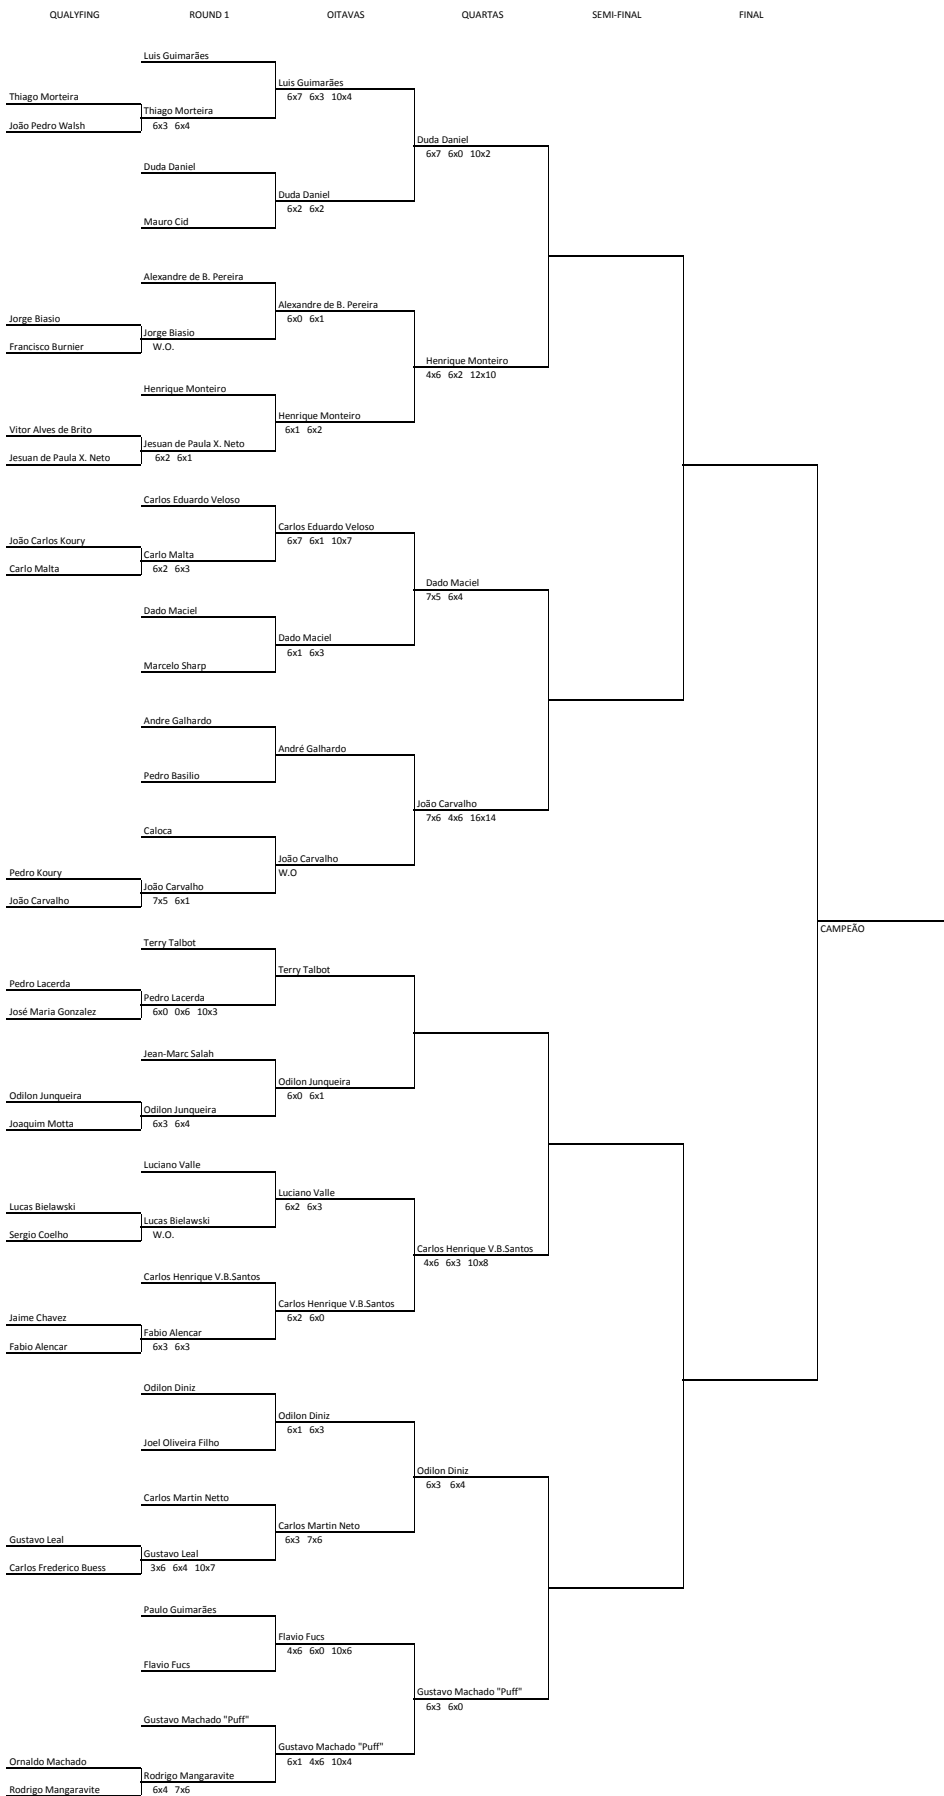 QUALYFING ROUND 1 OITAVAS QUARTAS SEMI-FINAL FINAL
Luis Guimarães
Luis Guimarães
Thiago Morteira
6x7 6x3 10x4
Thiago Morteira
João Pedro Walsh
6x3 6x4
Duda Daniel
6x7 6x0 10x2
Duda Daniel
Duda Daniel
6x2 6x2
Mauro Cid
Alexandre de B. Pereira
Alexandre de B. Pereira
Jorge Biasio
6x0 6x1
Jorge Biasio
Francisco Burnier
W.O.
Henrique Monteiro
4x6 6x2 12x10
Henrique Monteiro
Henrique Monteiro
Vitor Alves de Brito
6x1 6x2
Jesuan de Paula X. Neto
Jesuan de Paula X. Neto
6x2 6x1
Carlos Eduardo Veloso
Carlos Eduardo Veloso
João Carlos Koury
6x7 6x1 10x7
Carlo Malta
Carlo Malta
6x2 6x3
Dado Maciel
7x5 6x4
Dado Maciel
Dado Maciel
6x1 6x3
Marcelo Sharp
Andre Galhardo
André Galhardo
Pedro Basilio
João Carvalho
7x6 4x6 16x14
Caloca
João Carvalho
W.O
Pedro Koury
João Carvalho
João Carvalho
7x5 6x1
CAMPEÃO
Terry Talbot
Terry Talbot
Pedro Lacerda
Pedro Lacerda
José Maria Gonzalez
6x0 0x6 10x3
Jean-Marc Salah
Odilon Junqueira
Odilon Junqueira
6x0 6x1
Odilon Junqueira
Joaquim Motta
6x3 6x4
Luciano Valle
Luciano Valle
Lucas Bielawski
6x2 6x3
Lucas Bielawski
Sergio Coelho
W.O.
Carlos Henrique V.B.Santos
4x6 6x3 10x8
Carlos Henrique V.B.Santos
Carlos Henrique V.B.Santos
Jaime Chavez
6x2 6x0
Fabio Alencar
Fabio Alencar
6x3 6x3
Odilon Diniz
Odilon Diniz
6x1 6x3
Joel Oliveira Filho
Odilon Diniz
6x3 6x4
Carlos Martin Netto
Carlos Martin Neto
Gustavo Leal
6x3 7x6
Gustavo Leal
Carlos Frederico Buess
3x6 6x4 10x7
Paulo Guimarães
Flavio Fucs
4x6 6x0 10x6
Flavio Fucs
Gustavo Machado "Puff"
6x3 6x0
Gustavo Machado "Puff"
Gustavo Machado "Puff"
Ornaldo Machado
6x1 4x6 10x4
Rodrigo Mangaravite
Rodrigo Mangaravite
6x4 7x6